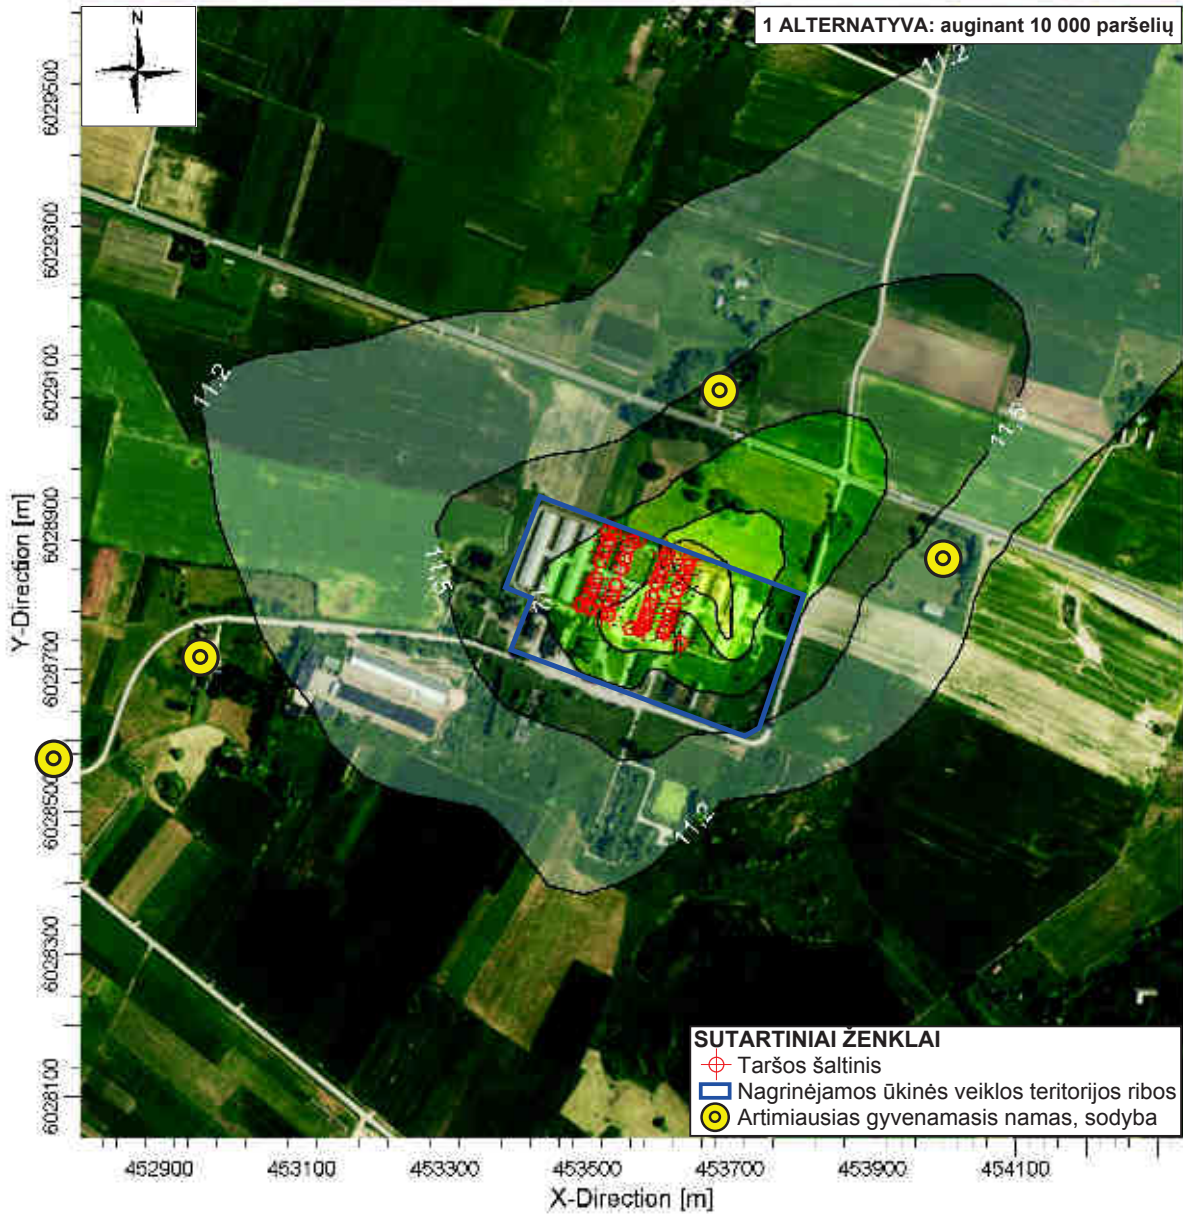 1 ALTERNATYVA: auginant 10 000 paršelių
N
11.2
6029500
6029300
6029100
6028900
6028700
6028500
6028300
6028100
Y-Direction [m]
11.2
11.2
SUTARTINIAI ŽENKLAI
Taršos šaltinis
Nagrinėjamos ūkinės veiklos teritorijos ribos
Artimiausias gyvenamasis namas, sodyba
452900 453100 453300 453500 453700 453900 454100
X-Direction [m]